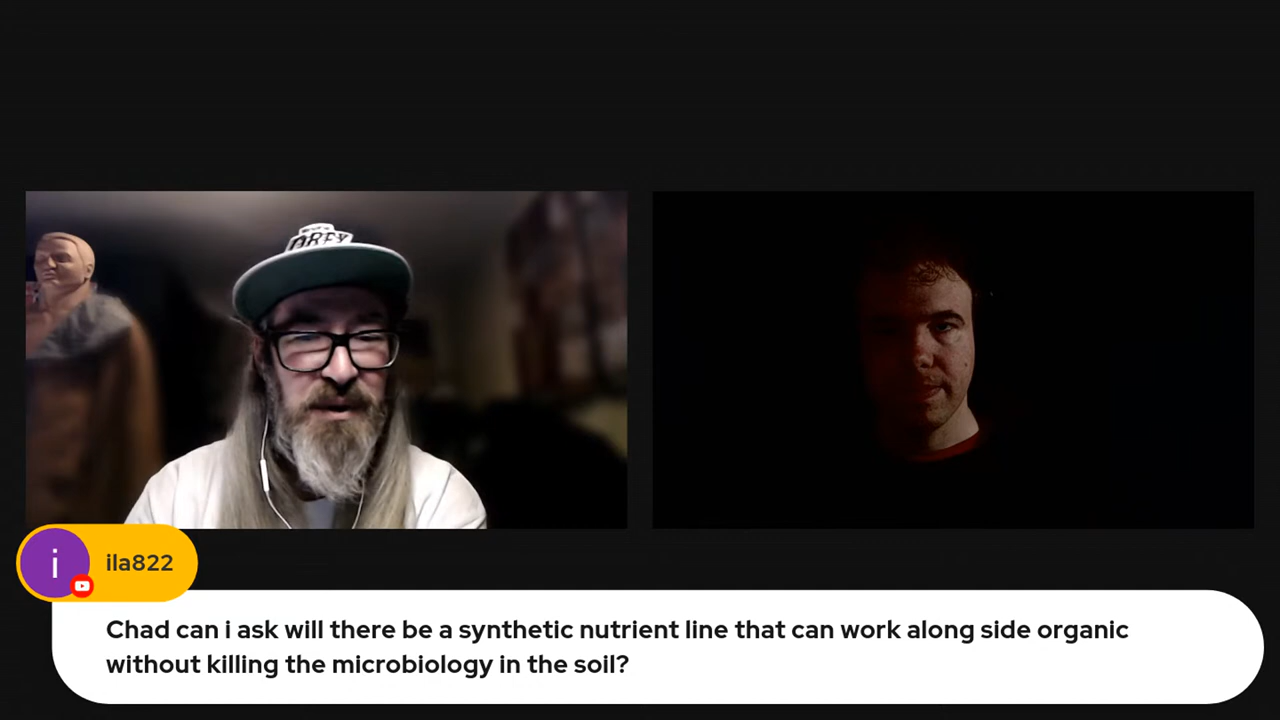 OBEY
i
ila822
Chad can i ask will there be a synthetic nutrient line that can work along side organic
without killing the microbiology in the soil?